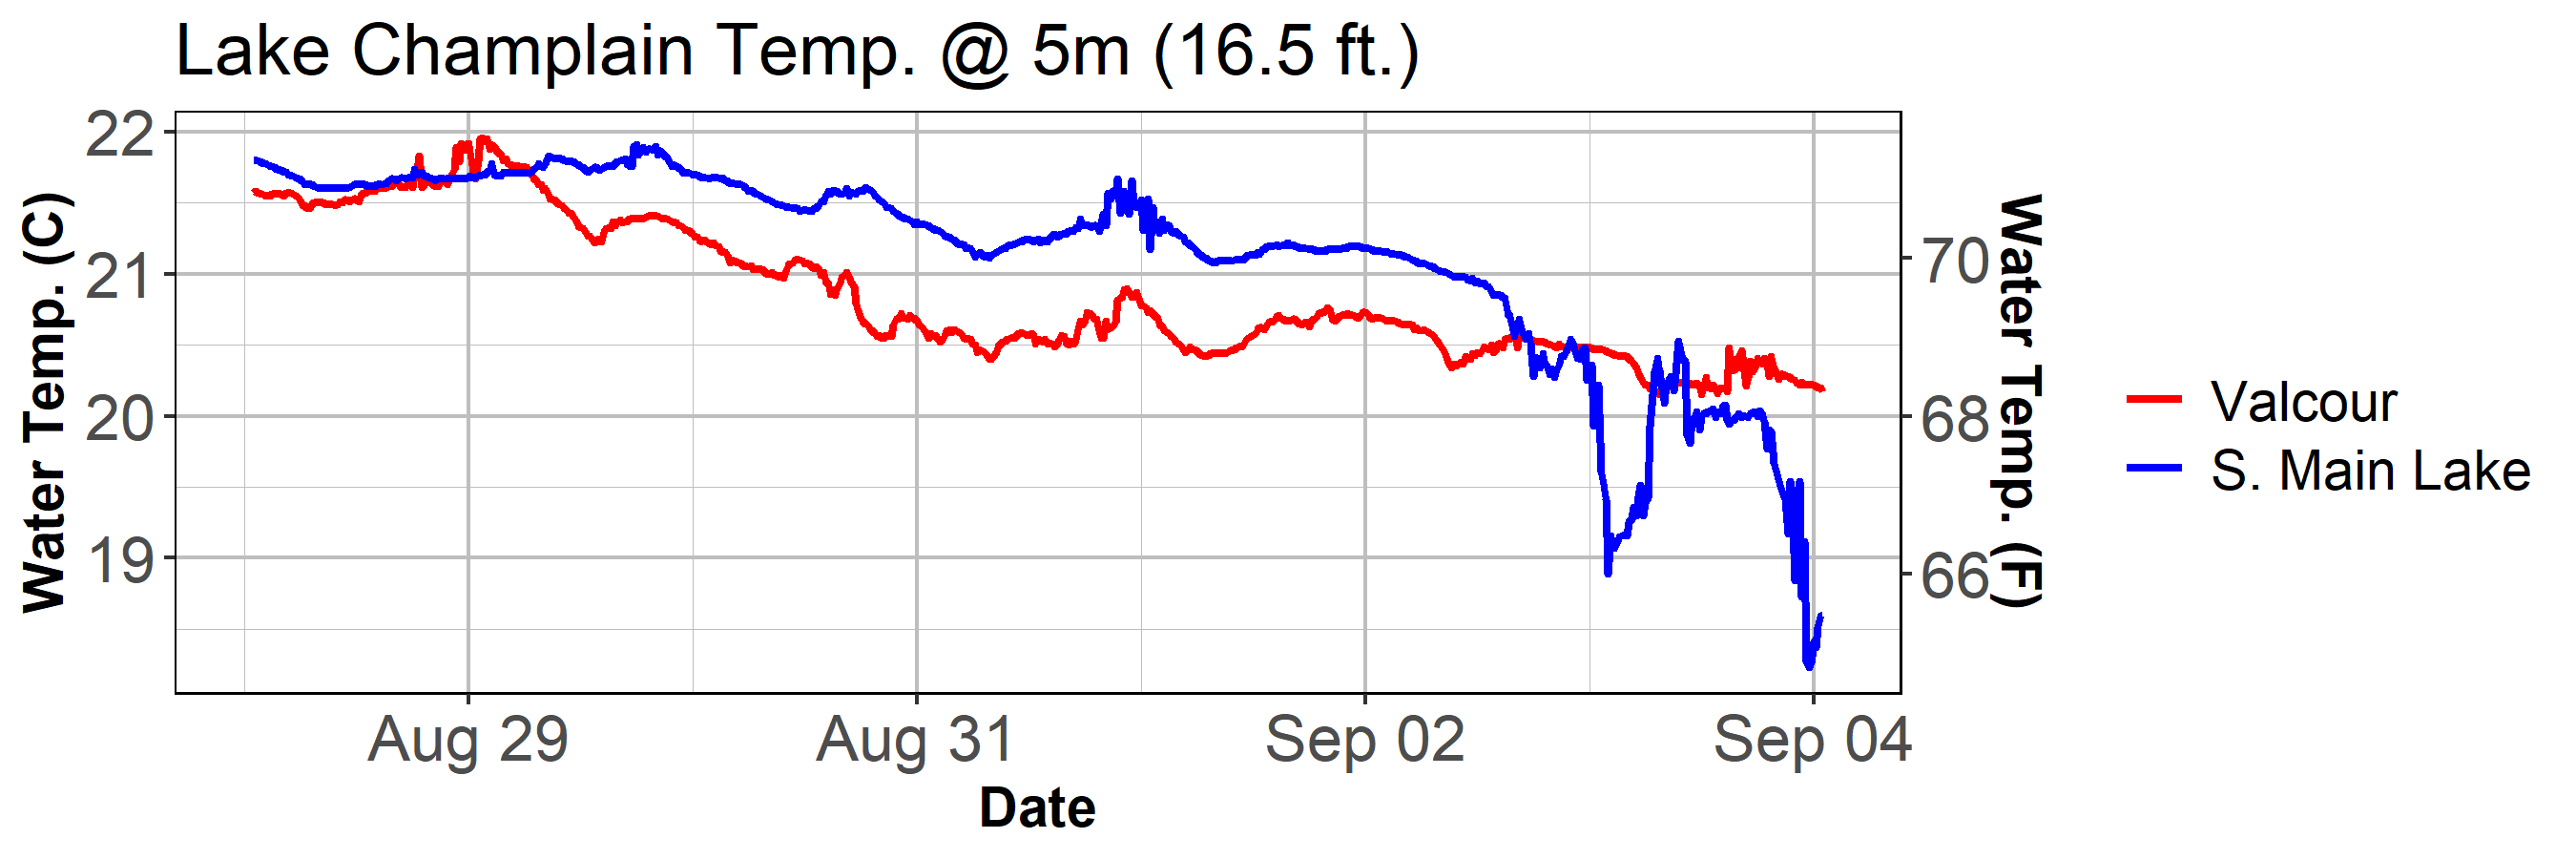 Lake Champlain Temp. @ 5m (16.5 ft.)
Water Temp. (C)
22
21
20
19
70
68
66
Water Temp. (F)
Aug 29
Aug 31
Sep 02
Sep 04
Date
Valcour
S. Main Lake